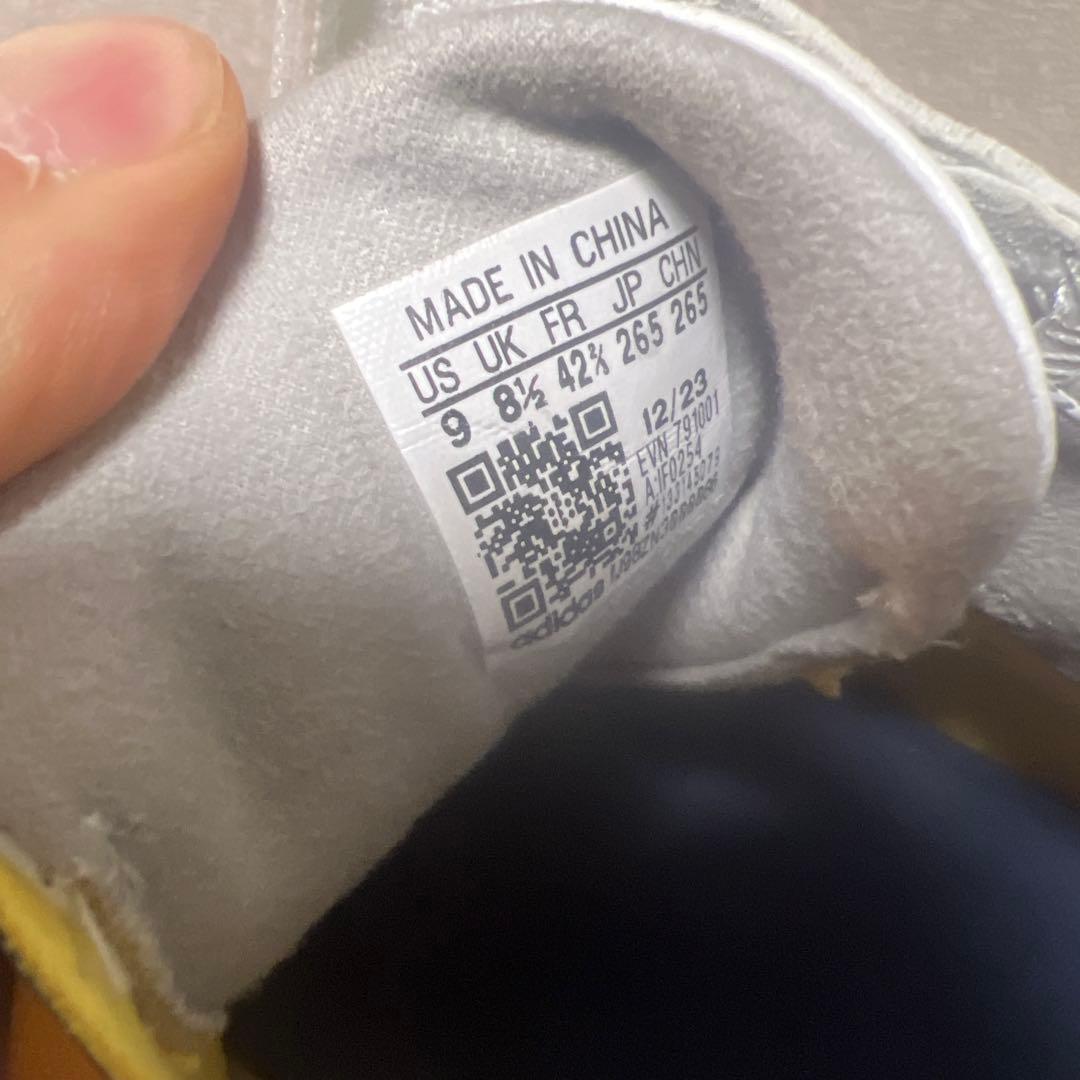 MADE IN CHINA
US UK FR JP CHN
9 8½ 42⅔ 265 265
12/23
EVN 791001
A:IF0254
adidas